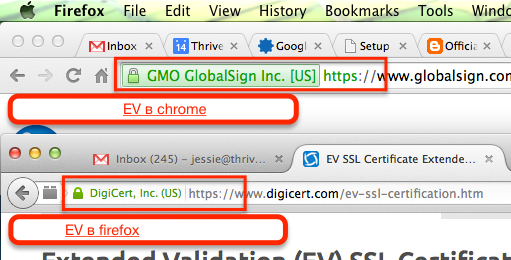 Firefox File Edit View History Bookmarks Tools Windo
Inbox Thrive Googl Setup Officia
GMO GlobalSign Inc. [US] https://www.globalsign.con
EV в chrome
Inbox (245) – jessie@thriv… EV SSL Certificate Extende…
DigiCert, Inc. (US) https://www.digicert.com/ev-ssl-certification.htm
EV в firefox
Extended Validation (EV) SSL Certificat